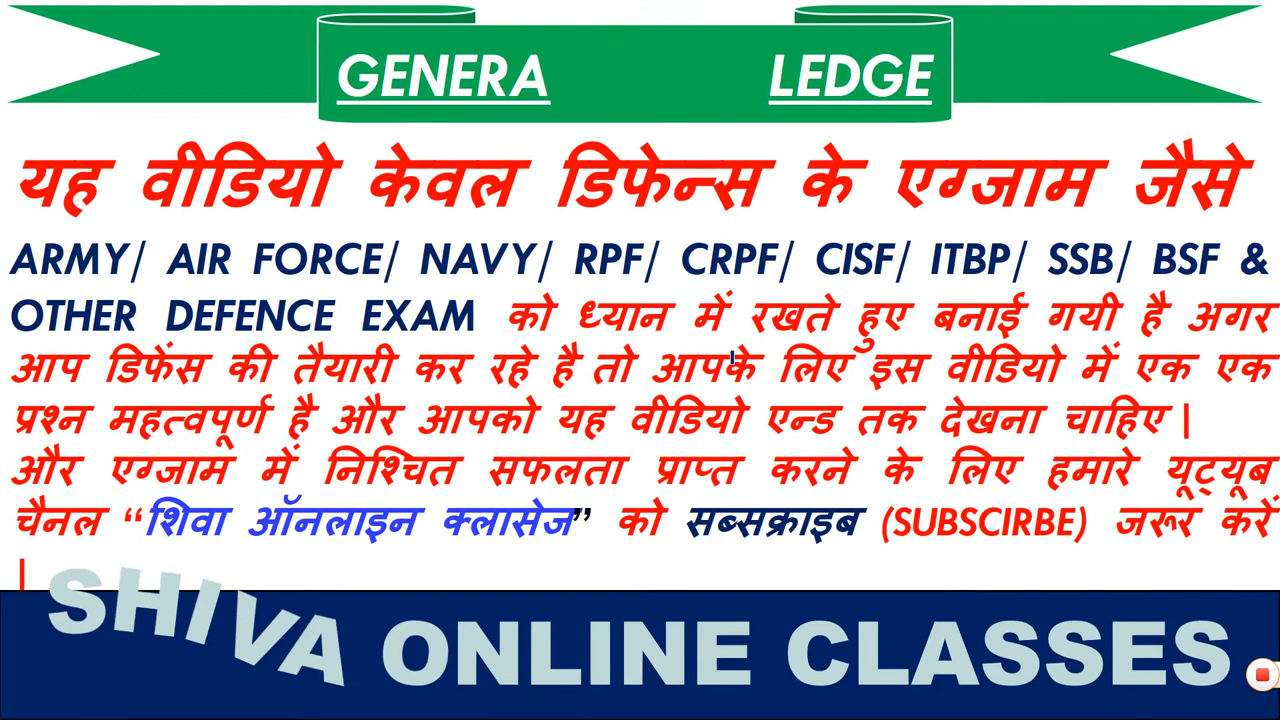 GENERA LEDGE
यह वीडियो केवल डिफेन्स के एग्जाम जैसे
ARMY/ AIR FORCE/ NAVY/ RPF/ CRPF/ CISF/ ITBP/ SSB/ BSF &
OTHER DEFENCE EXAM को ध्यान में रखते हुए बनाई गयी है अगर
आप डिफेंस की तैयारी कर रहे है तो आपके लिए इस वीडियो में एक एक
प्रश्न महत्वपूर्ण है और आपको यह वीडियो एन्ड तक देखना चाहिए |
और एग्जाम में निश्चित सफलता प्राप्त करने के लिए हमारे यूट्यूब
चैनल “शिवा ऑनलाइन क्लासेज” को सब्सक्राइब (SUBSCIRBE) जरूर करें
|
SHIVA ONLINE CLASSES